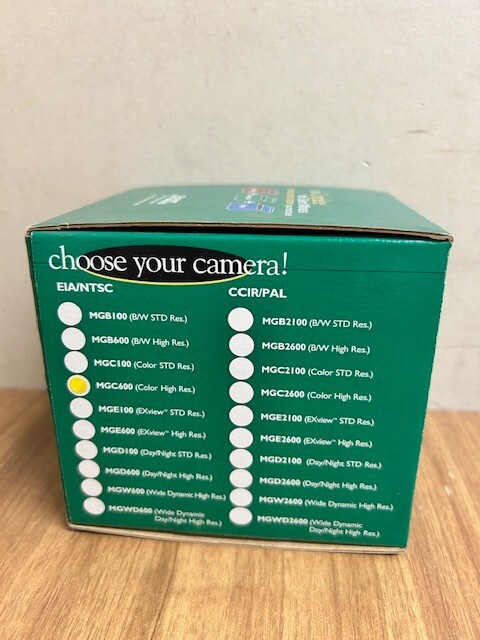 choose your camera!
EIA/NTSC
MGB100 (B/W STD Res.)
MGB600 (B/W High Res.)
MGC100 (Color STD Res.)
MGC600 (Color High Res.)
MGE100 (EXview™ STD Res.)
MGE600 (EXview™ High Res.)
MGD100 (Day/Night STD Res.)
MGD600 (Day/Night High Res.)
MGW600 (Wide Dynamic High Res.)
MGWD600 (Wide Dynamic
Day/Night High Res.)
CCIR/PAL
MGB2100 (B/W STD Res.)
MGB2600 (B/W High Res.)
MGC2100 (Color STD Res.)
MGC2600 (Color High Res.)
MGE2100 (EXview™ STD Res.)
MGE2600 (EXview™ High Res.)
MGD2100 (Day/Night STD Res.)
MGD2600 (Day/Night High Res.)
MGW2600 (Wide Dynamic High Res.)
MGWD2600 (Wide Dynamic
Day/Night High Res.)